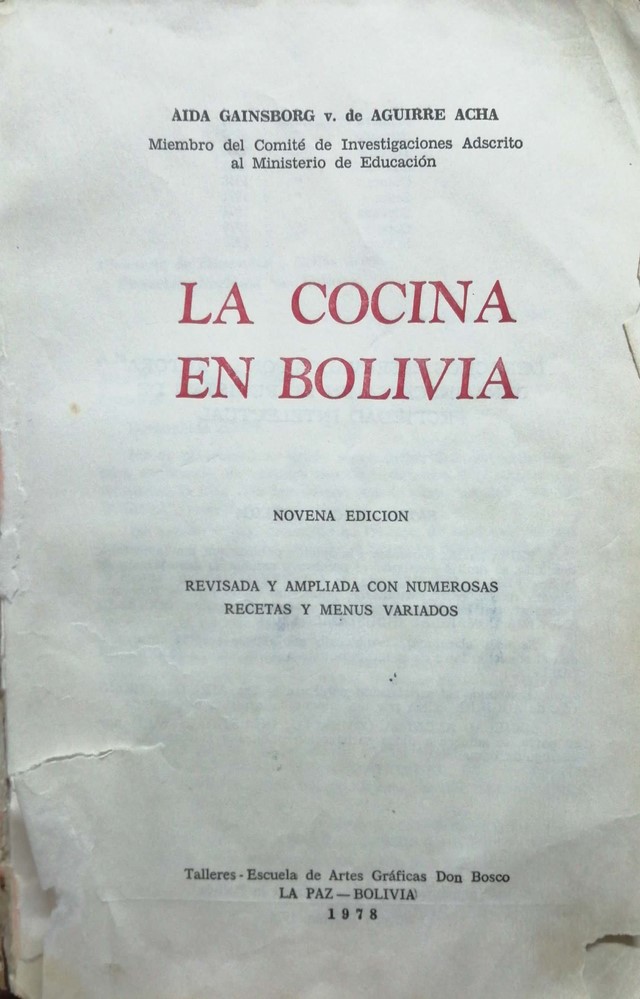 AIDA GAINSBORG v. de AGUIRRE ACHA
Miembro del Comité de Investigaciones Adscrito
al Ministerio de Educación
LA COCINA
EN BOLIVIA
NOVENA EDICION
REVISADA Y AMPLIADA CON NUMEROSAS
RECETAS Y MENUS VARIADOS
Talleres - Escuela de Artes Gráficas Don Bosco
LA PAZ — BOLIVIA
1978